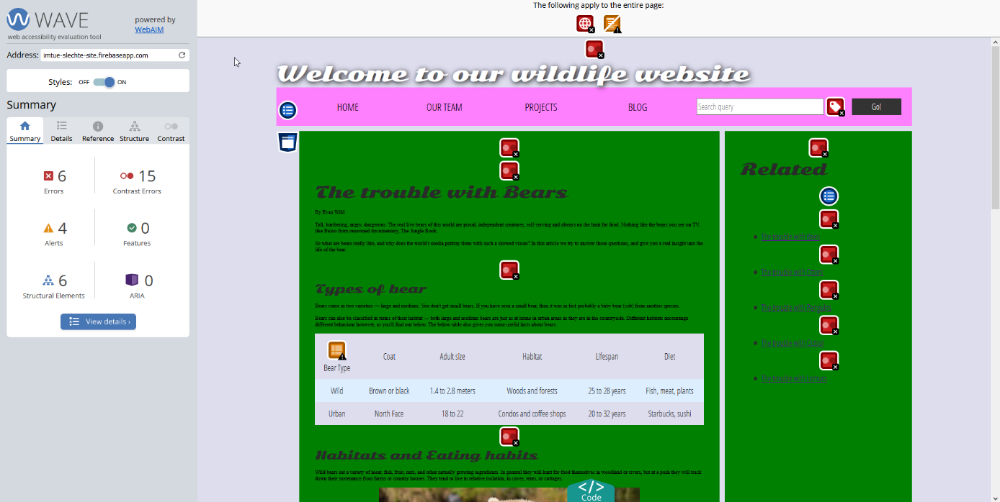 WAVE
web accessibility evaluation tool
powered by
WebAIM
Address: imtue-slechte-site.firebaseapp.com
Styles: OFF ON
Summary
Summary Details Reference Structure Contrast
6
Errors
15
Contrast Errors
4
Alerts
0
Features
6
Structural Elements
0
ARIA
View details ›
The following apply to the entire page:
Welcome to our wildlife website
HOME OUR TEAM PROJECTS BLOG Search query Go!
The trouble with Bears
By Evan Wild
Tall, lumbering, angry, dangerous. The real live bears of this world are proud, independent creatures, self-serving and always on the hunt for food. Nothing like the bears you see on TV,
like Baloo from renowned documentary, The Jungle Book.
So what are bears really like, and why does the world's media portray them with such a skewed vision? In this article we try to answer those questions, and give you a real insight into the
life of the bear.
Types of bear
Bears come in two varieties — large and medium. You don't get small bears. If you have seen a small bear, then it was in fact probably a baby bear (cub) from another species.
Bears can also be classified in terms of their habitat — both large and medium bears are just as at home in urban areas as they are in the countryside. Different habitats encourage
different behaviour however, as you'll find out below. The below table also gives you some useful facts about bears.
Bear Type Coat Adult size Habitat Lifespan Diet
Wild Brown or black 1.4 to 2.8 meters Woods and forests 25 to 28 years Fish, meat, plants
Urban North Face 18 to 22 Condos and coffee shops 20 to 32 years Starbucks, sushi
Habitats and Eating habits
Wild bears eat a variety of meat, fish, fruit, nuts, and other naturally growing ingredients. In general they will hunt for food themselves in woodland or rivers, but at a push they will track
down their sustenance from farms or country houses. They tend to live in relative isolation, in caves, tents, or cottages.
</> Code
Related
The trouble with
The trouble with
The trouble with Penguins
The trouble with
The trouble with Lemurs